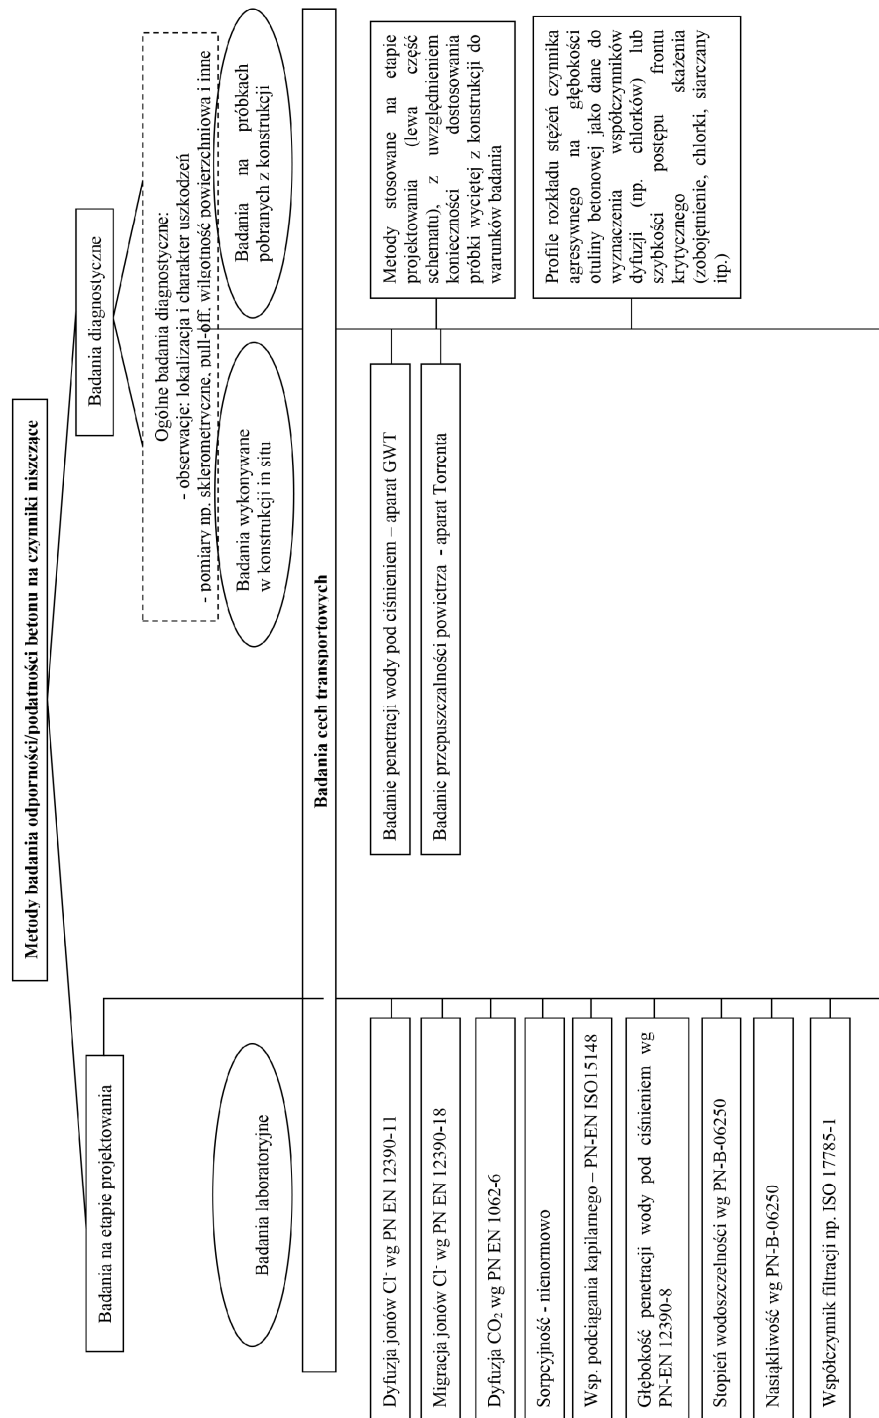 Metody badania odporności/podatności betonu na czynniki niszczące
Badania na etapie projektowania
Badania diagnostyczne
Ogólne badania diagnostyczne:
- obserwacje: lokalizacja i charakter uszkodzeń
- pomiary np. sklerometryczne, pull-off, wilgotność powierzchniowa i inne
Badania laboratoryjne
Badania wykonywane
w konstrukcji in situ
Badania na próbkach
pobranych z konstrukcji
Badania cech transportowych
Dyfuzja jonów Cl⁻ wg PN EN 12390-11
Migracja jonów Cl⁻ wg PN EN 12390-18
Dyfuzja CO₂ wg PN EN 1062-6
Sorpcyjność - nienormowo
Wsp. podciągania kapilarnego – PN-EN ISO15148
Głębokość penetracji wody pod ciśnieniem wg
PN-EN 12390-8
Stopień wodoszczelności wg PN-B-06250
Nasiąkliwość wg PN-B-06250
Współczynnik filtracji np. ISO 17785-1
Badanie penetracji wody pod ciśnieniem – aparat GWT
Badanie przepuszczalności powietrza - aparat Torrenta
Metody stosowane na etapie
projektowania (lewa część
schematu), z uwzględnieniem
konieczności dostosowania
próbki wyciętej z konstrukcji do
warunków badania
Profile rozkładu stężeń czynnika
agresywnego na głębokości
otuliny betonowej jako dane do
wyznaczenia współczynników
dyfuzji (np. chlorków) lub
szybkości postępu frontu
krytycznego skażenia
(zobojętnienie, chlorki, siarczany
itp.)